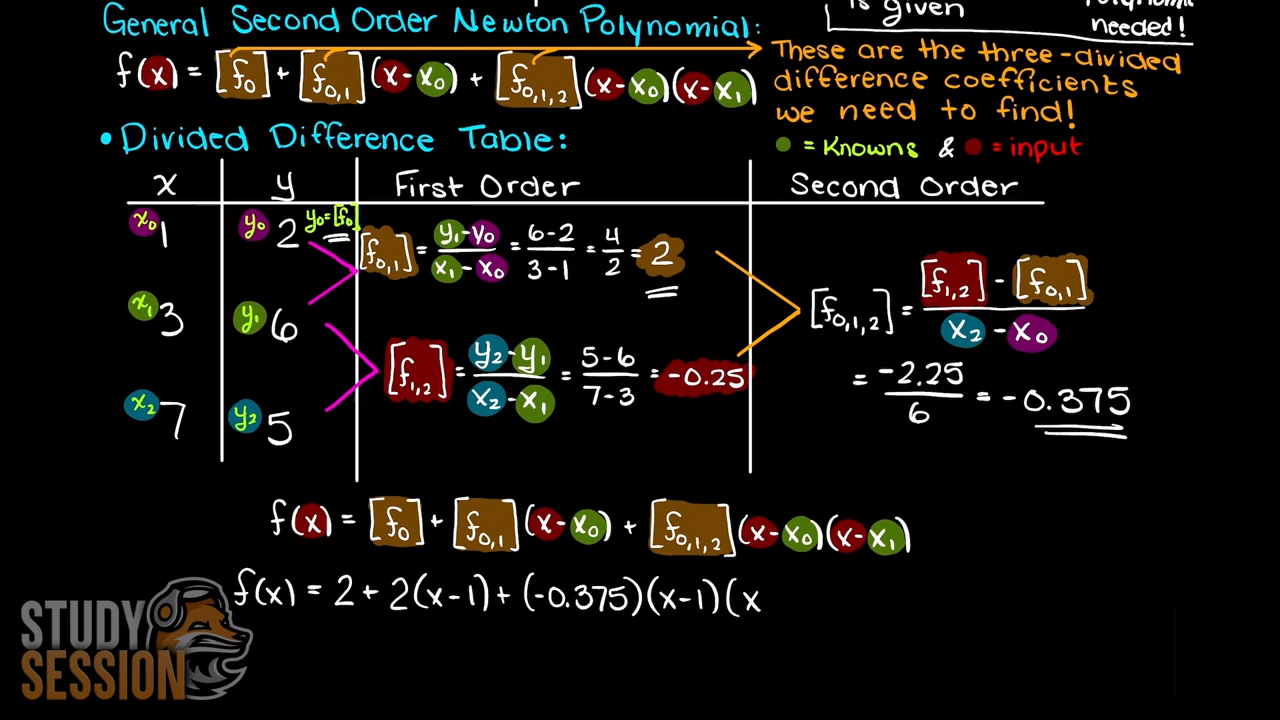 General Second Order Newton Polynomial:
is given
needed!
f(x) = [f₀] + [f₀,₁](x-x₀) + [f₀,₁,₂](x-x₀)(x-x₁)
These are the three-divided
difference coefficients
we need to find!
• Divided Difference Table:
= Knowns & = input
x y First Order Second Order
x₀ 1 y₀ 2 y₀=[f₀] [f₀,₁] = y₁-y₀ / x₁-x₀ = 6-2 / 3-1 = 4/2 = 2
x₁ 3 y₁ 6 [f₀,₁,₂] = [f₁,₂] - [f₀,₁] / x₂ - x₀
[f₁,₂] = y₂-y₁ / x₂-x₁ = 5-6 / 7-3 = -0.25
= -2.25 / 6 = -0.375
x₂ 7 y₂ 5
f(x) = [f₀] + [f₀,₁](x-x₀) + [f₀,₁,₂](x-x₀)(x-x₁)
f(x) = 2 + 2(x-1) + (-0.375)(x-1)(x
STUDY
SESSION